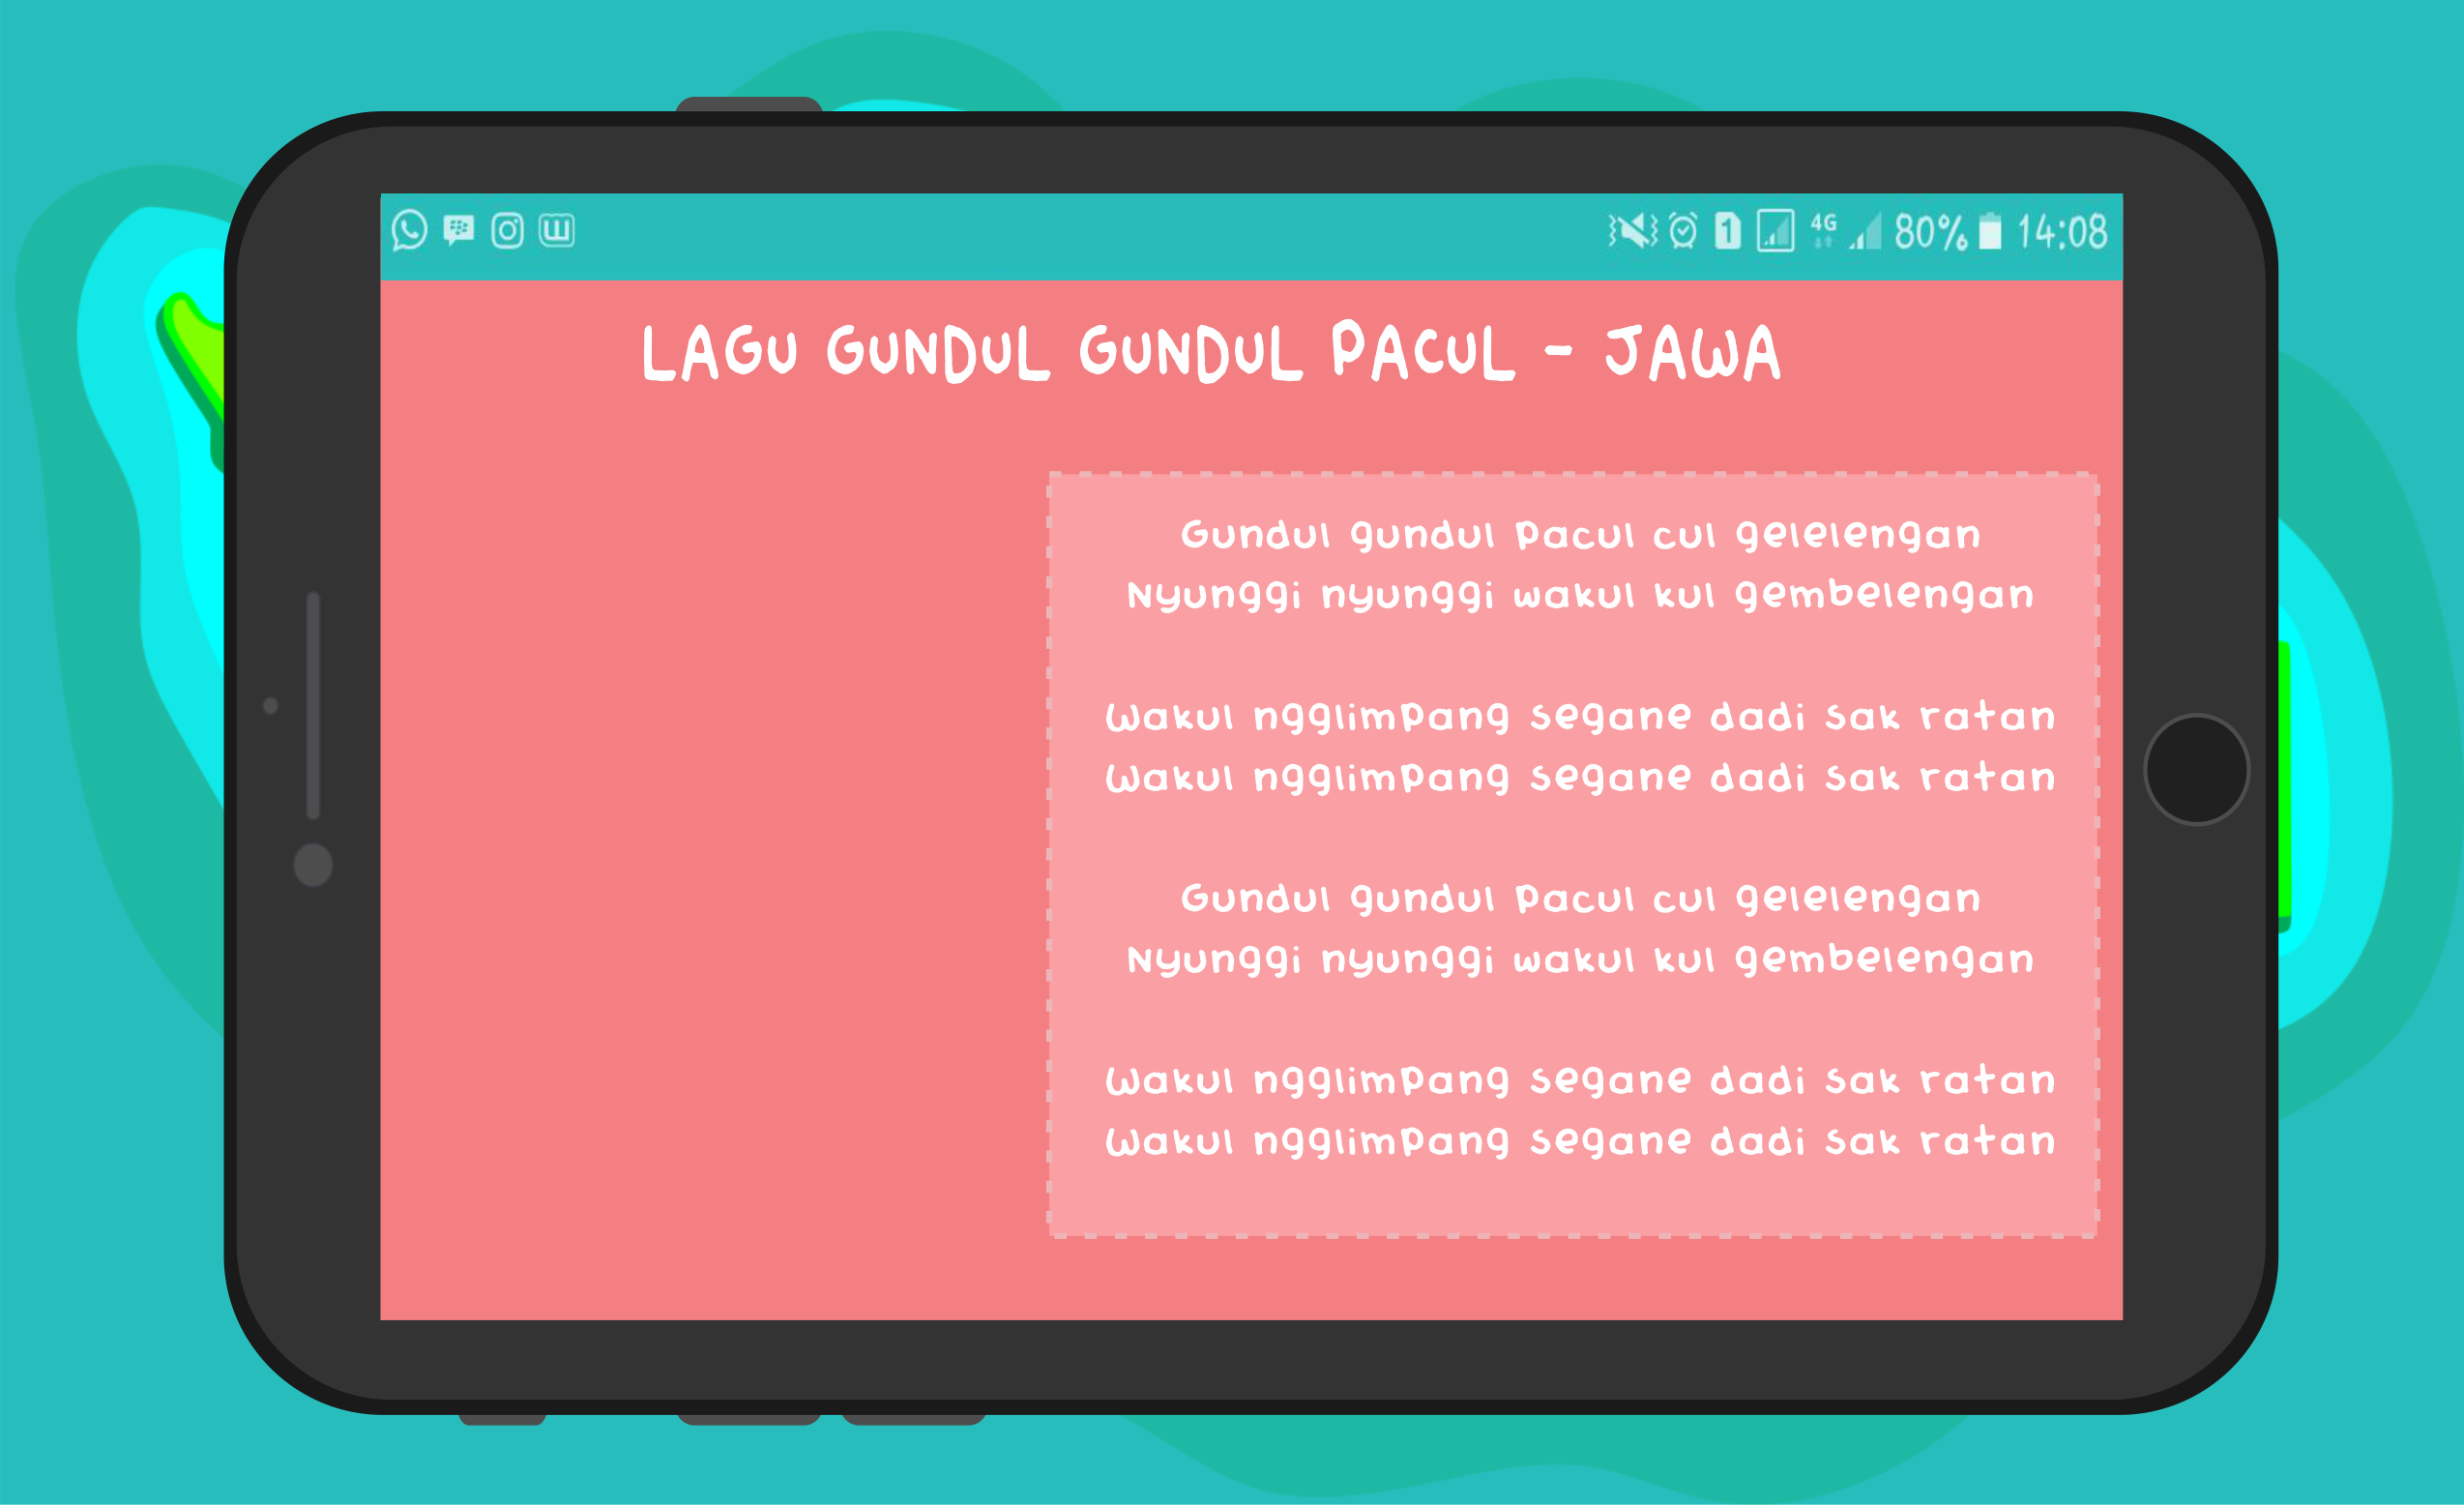 4G 80% 14:08
1
LAGU GUNDUL GUNDUL PACUL - JAWA
Gundul gundul pacul cul gelelengan
Nyunggi nyunggi wakul kul gembelengan
Wakul ngglimpang segane dadi sak ratan
Wakul ngglimpang segane dadi sak ratan
Gundul gundul pacul cul gelelengan
Nyunggi nyunggi wakul kul gembelengan
Wakul ngglimpang segane dadi sak ratan
Wakul ngglimpang segane dadi sak ratan